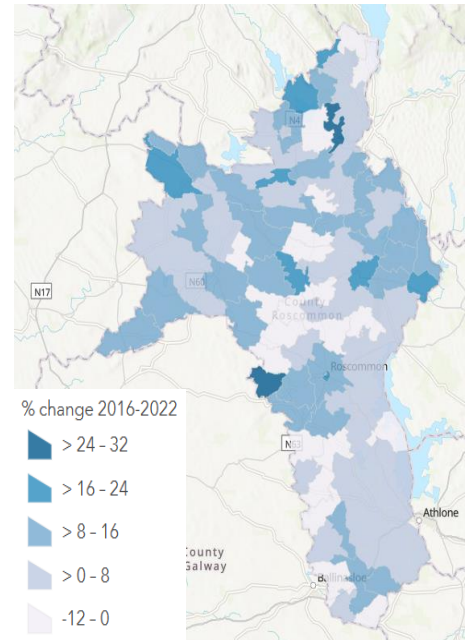 N4
N17
N60
County
Roscommon
Roscommon
% change 2016-2022
> 24 – 32
> 16 – 24
> 8 – 16
> 0 – 8
-12 – 0
N63
Athlone
County
Galway
Ballinasloe